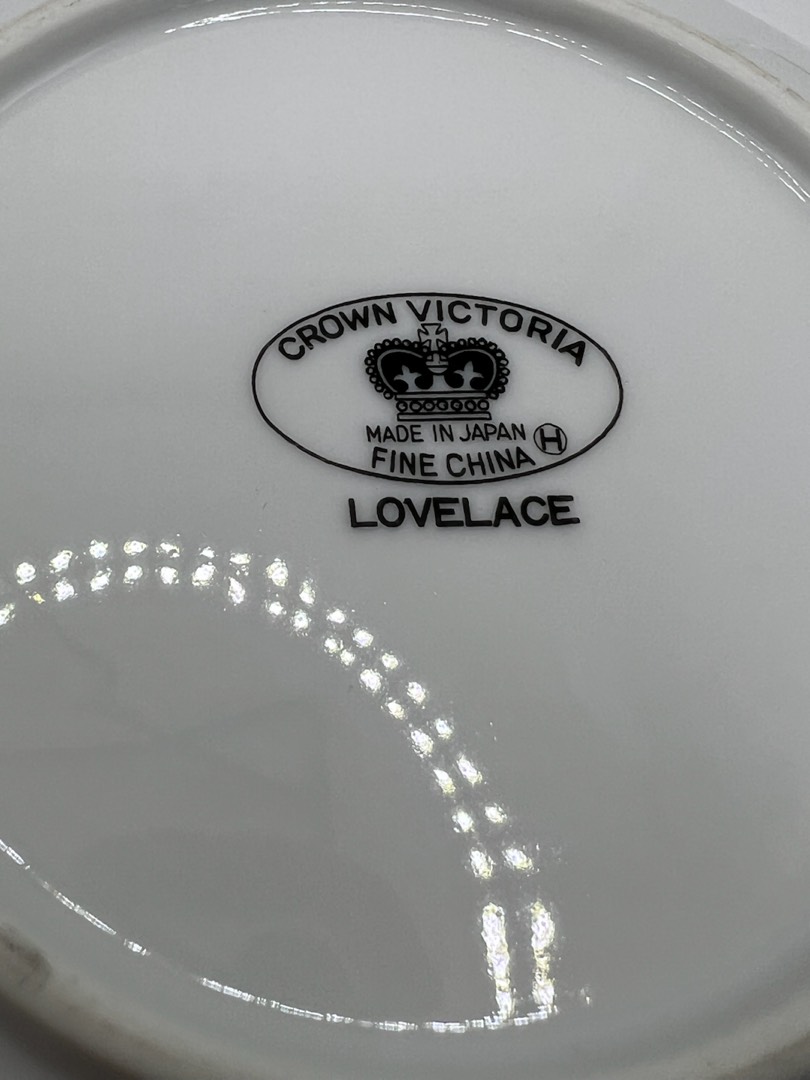 CROWN VICTORIA
MADE IN JAPAN H
FINE CHINA
LOVELACE